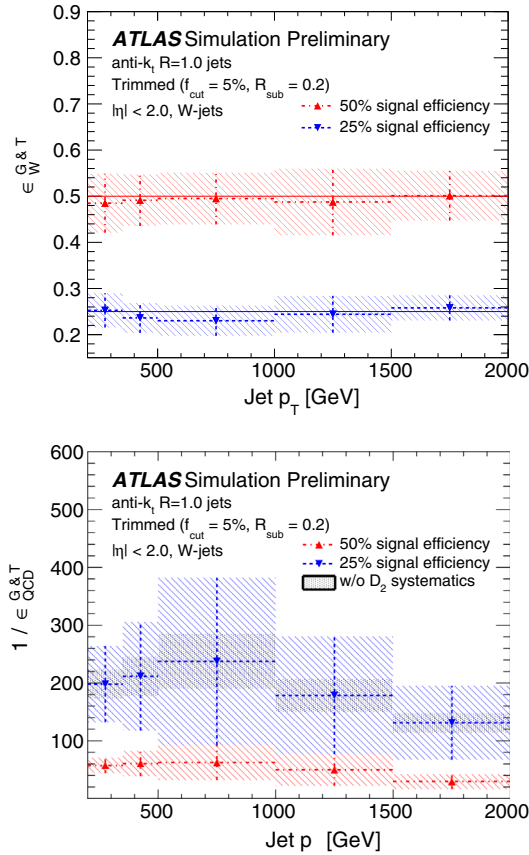 0.9
0.8
0.7
0.6
0.5
0.4
0.3
0.2
∈ W G & T
ATLAS Simulation Preliminary
anti-kt R=1.0 jets
Trimmed (fcut = 5%, Rsub = 0.2)
|η| < 2.0, W-jets
50% signal efficiency
25% signal efficiency
500 1000 1500 2000
Jet pT [GeV]
600
500
400
300
200
100
1 / ∈ QCD G & T
ATLAS Simulation Preliminary
anti-kt R=1.0 jets
Trimmed (fcut = 5%, Rsub = 0.2)
|η| < 2.0, W-jets
50% signal efficiency
25% signal efficiency
w/o D2 systematics
500 1000 1500 2000
Jet p [GeV]